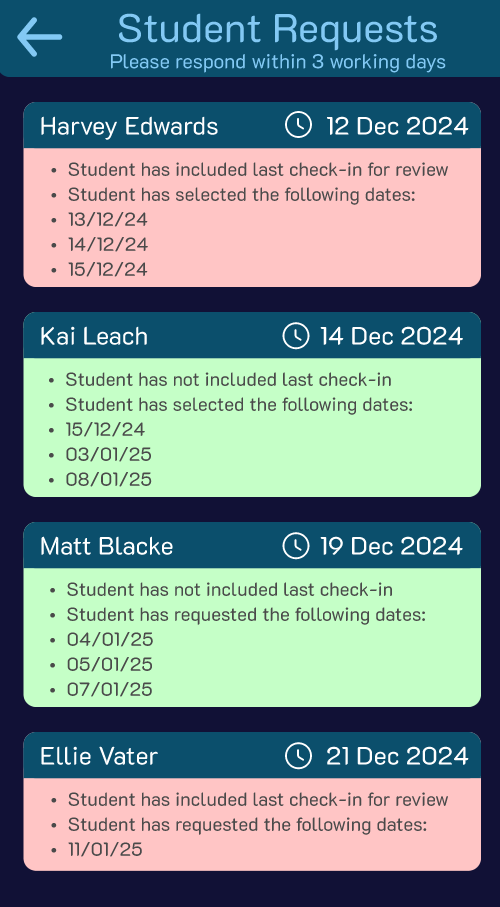 Student Requests
Please respond within 3 working days
Harvey Edwards 12 Dec 2024
• Student has included last check-in for review
• Student has selected the following dates:
• 13/12/24
• 14/12/24
• 15/12/24
Kai Leach 14 Dec 2024
• Student has not included last check-in
• Student has selected the following dates:
• 15/12/24
• 03/01/25
• 08/01/25
Matt Blacke 19 Dec 2024
• Student has not included last check-in
• Student has requested the following dates:
• 04/01/25
• 05/01/25
• 07/01/25
Ellie Vater 21 Dec 2024
• Student has included last check-in for review
• Student has requested the following dates:
• 11/01/25